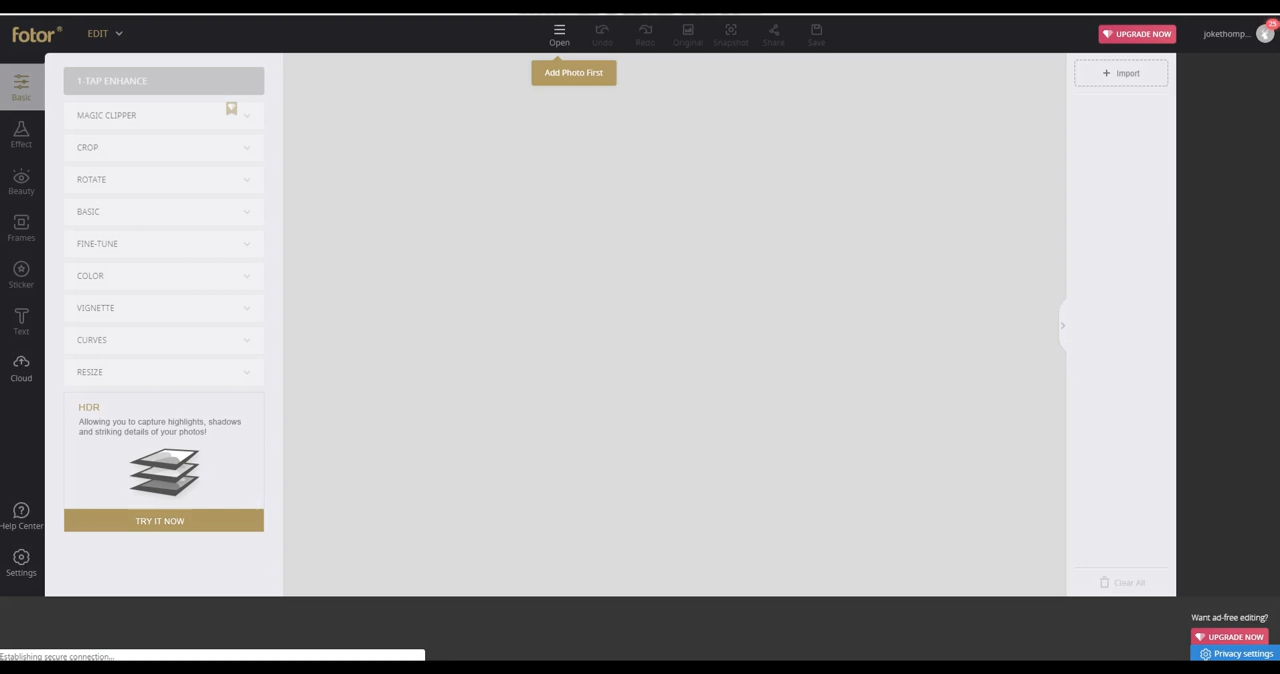 fotor®
EDIT
Open
Undo
Redo
Original
Snapshot
Share
Save
UPGRADE NOW
jokethomp...
25
Add Photo First
Basic
Effect
Beauty
Frames
Sticker
Text
Cloud
Help Center
Settings
1-TAP ENHANCE
MAGIC CLIPPER
CROP
ROTATE
BASIC
FINE-TUNE
COLOR
VIGNETTE
CURVES
RESIZE
HDR
Allowing you to capture highlights, shadows
and striking details of your photos!
TRY IT NOW
Import
Clear All
Want ad-free editing?
UPGRADE NOW
Privacy settings
Establishing secure connection...